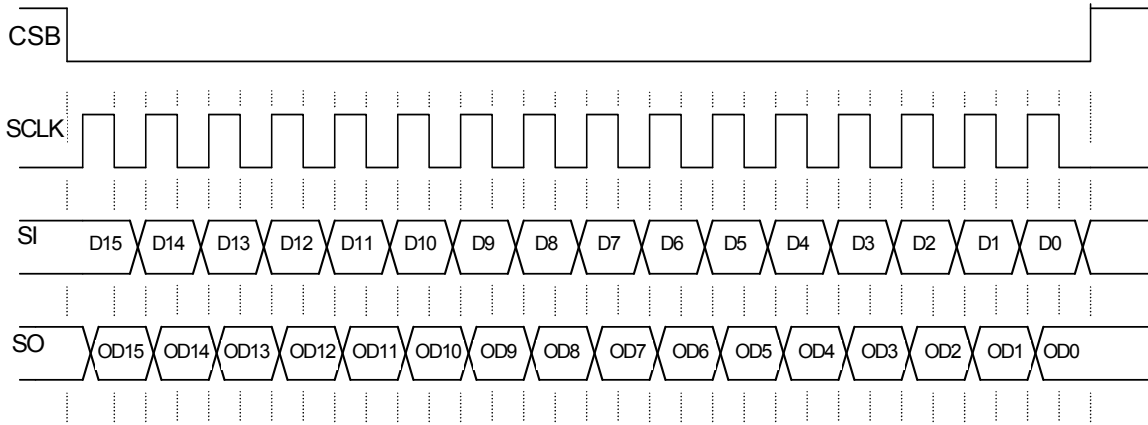 CSB
SCLK
SI D15 D14 D13 D12 D11 D10 D9 D8 D7 D6 D5 D4 D3 D2 D1 D0
SO OD15 OD14 OD13 OD12 OD11 OD10 OD9 OD8 OD7 OD6 OD5 OD4 OD3 OD2 OD1 OD0